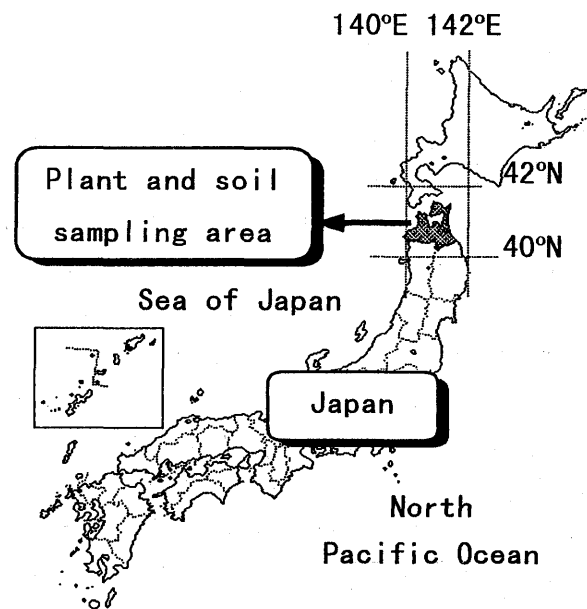 140ºE 142ºE
Plant and soil
sampling area
42ºN
40ºN
Sea of Japan
Japan
North
Pacific Ocean